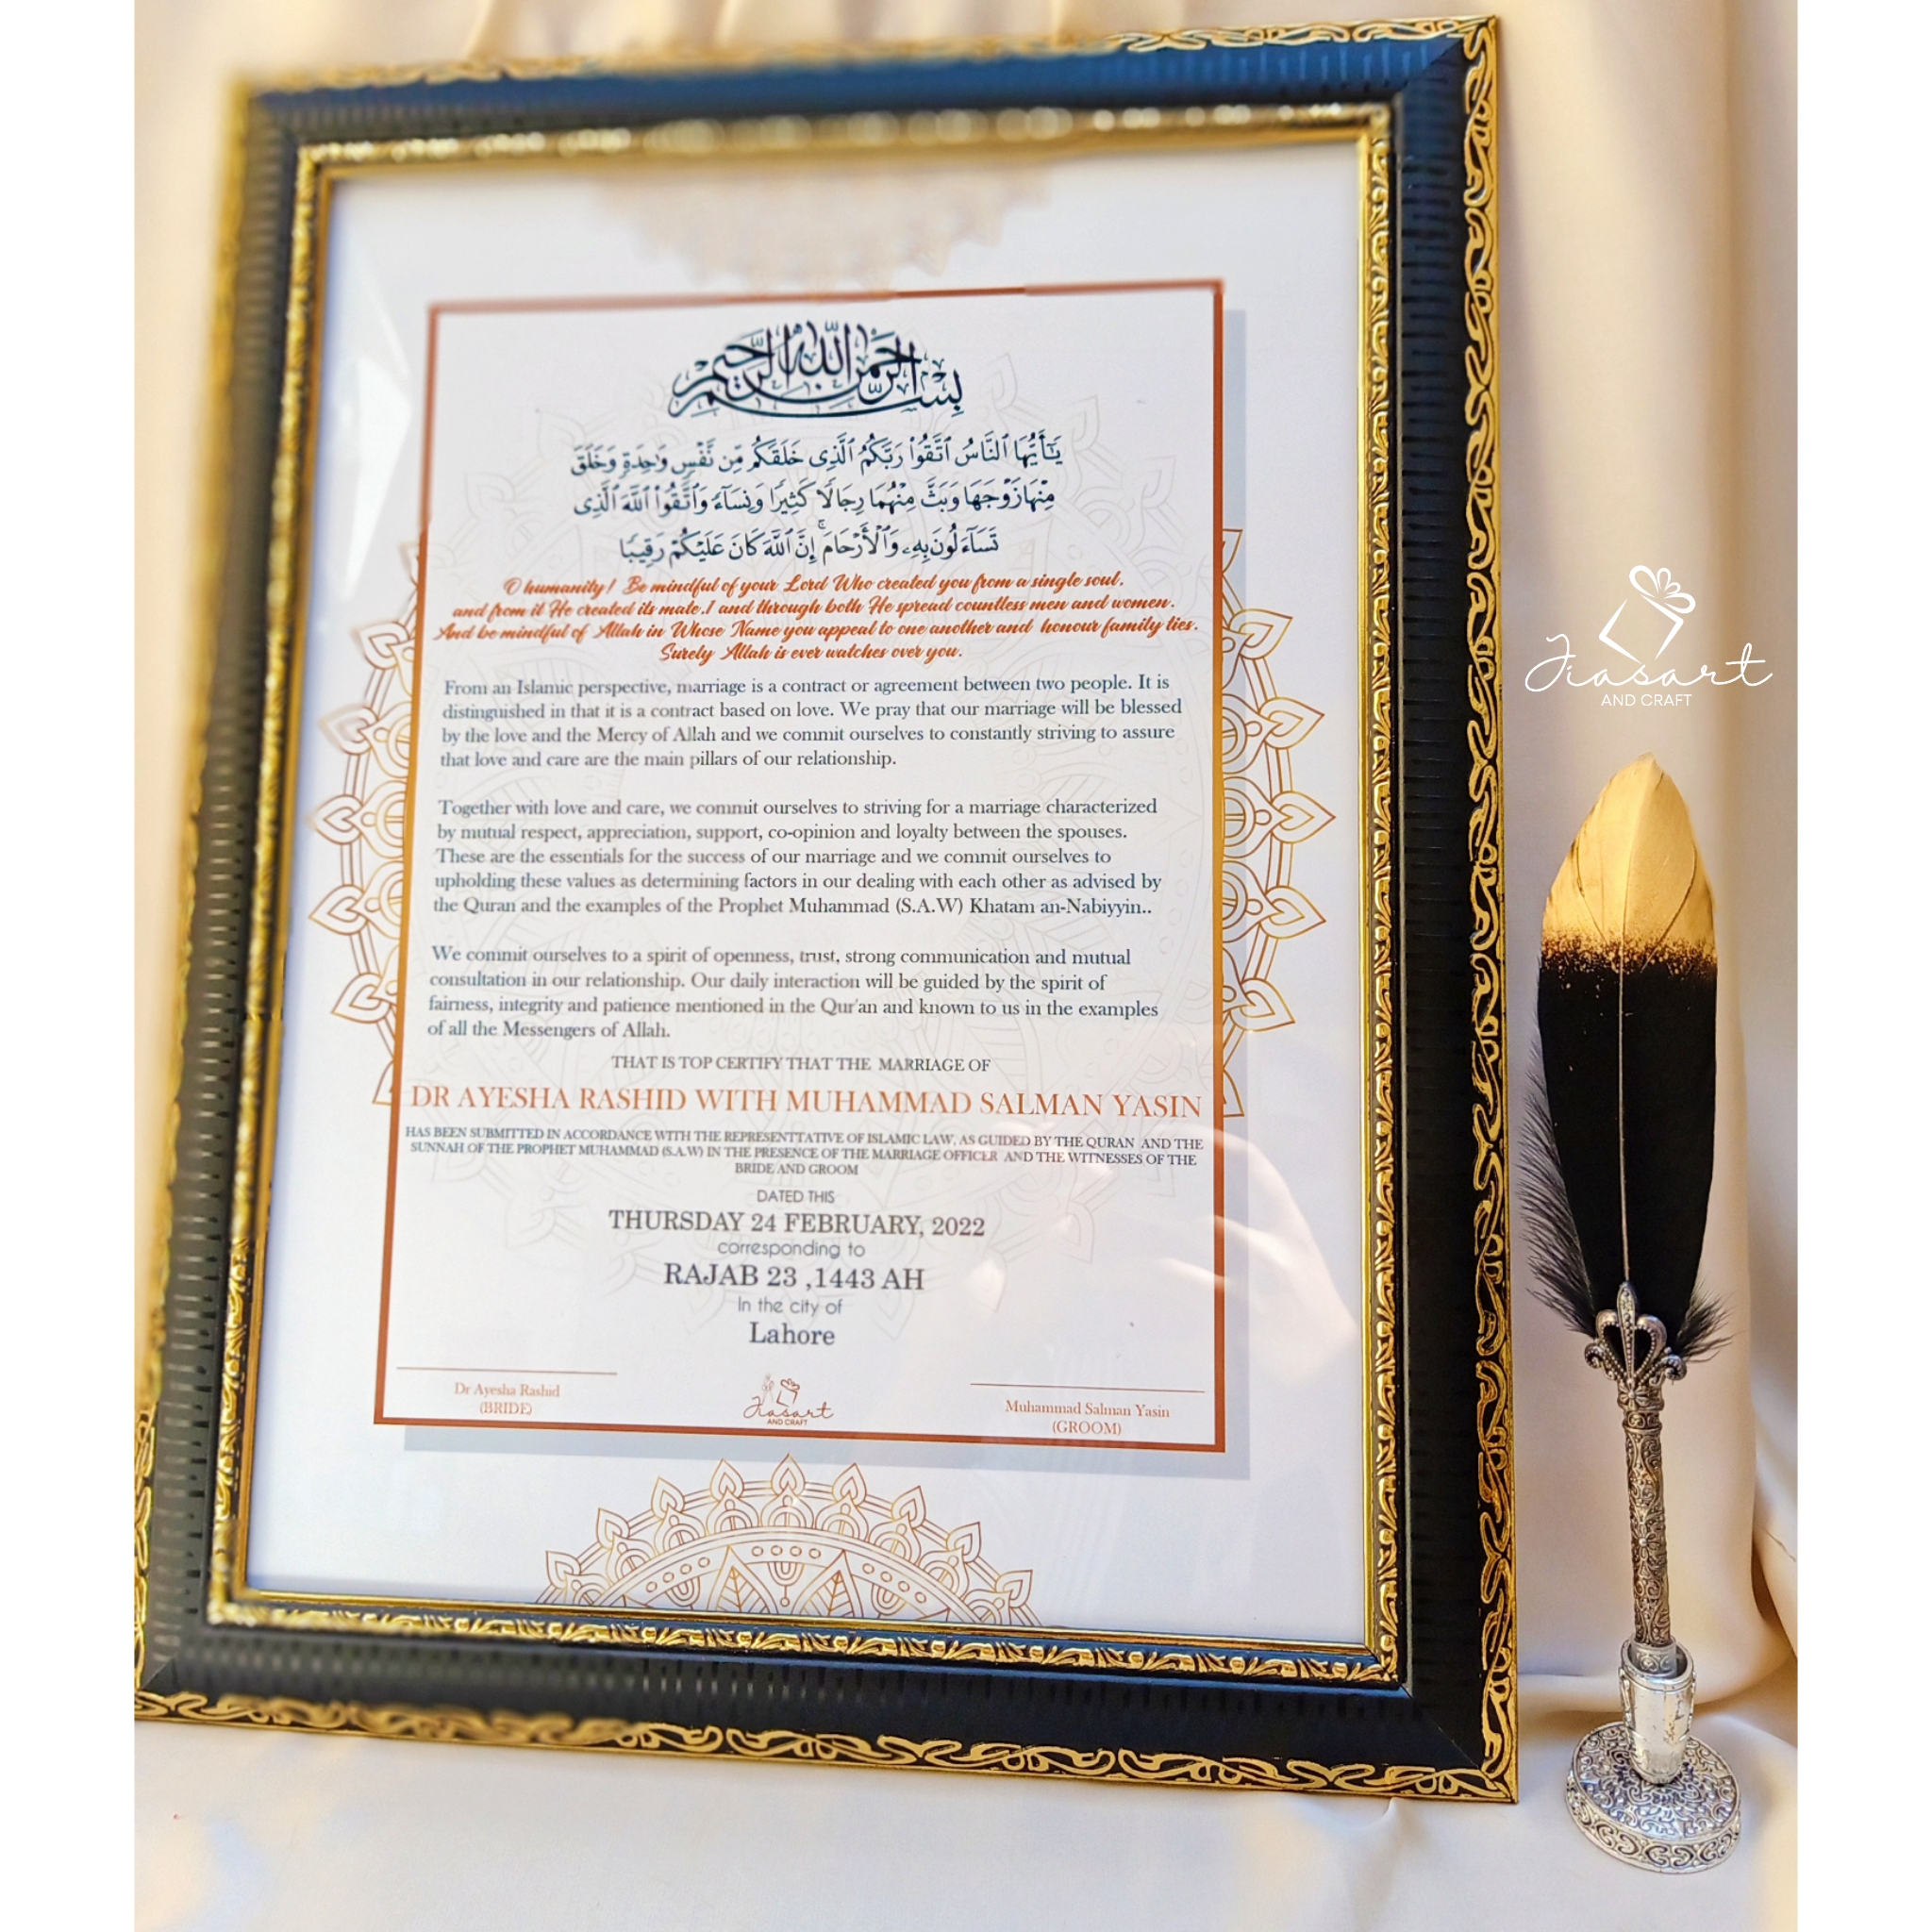 بِسْمِ اللَّهِ الرَّحْمَٰنِ الرَّحِيمِ
يَٰٓأَيُّهَا ٱلنَّاسُ ٱتَّقُوا۟ رَبَّكُمُ ٱلَّذِى خَلَقَكُم مِّن نَّفْسٍ وَٰحِدَةٍ وَخَلَقَ
مِنْهَا زَوْجَهَا وَبَثَّ مِنْهُمَا رِجَالًا كَثِيرًا وَنِسَآءً وَٱتَّقُوا۟ ٱللَّهَ ٱلَّذِى
تَسَآءَلُونَ بِهِۦ وَٱلْأَرْحَامَ ۚ إِنَّ ٱللَّهَ كَانَ عَلَيْكُمْ رَقِيبًا
O humanity! Be mindful of your Lord Who created you from a single soul,
and from it He created its mate,1 and through both He spread countless men and women.
And be mindful of Allah in Whose Name you appeal to one another and honour family ties.
Surely Allah is ever watches over you.
From an Islamic perspective, marriage is a contract or agreement between two people. It is
distinguished in that it is a contract based on love. We pray that our marriage will be blessed
by the love and the Mercy of Allah and we commit ourselves to constantly striving to assure
that love and care are the main pillars of our relationship.
Together with love and care, we commit ourselves to striving for a marriage characterized
by mutual respect, appreciation, support, co-opinion and loyalty between the spouses.
These are the essentials for the success of our marriage and we commit ourselves to
upholding these values as determining factors in our dealing with each other as advised by
the Quran and the examples of the Prophet Muhammad (S.A.W) Khatam an-Nabiyyin..
We commit ourselves to a spirit of openness, trust, strong communication and mutual
consultation in our relationship. Our daily interaction will be guided by the spirit of
fairness, integrity and patience mentioned in the Qur'an and known to us in the examples
of all the Messengers of Allah.
THAT IS TOP CERTIFY THAT THE MARRIAGE OF
DR AYESHA RASHID WITH MUHAMMAD SALMAN YASIN
HAS BEEN SUBMITTED IN ACCORDANCE WITH THE REPRESENTTATIVE OF ISLAMIC LAW, AS GUIDED BY THE QURAN AND THE
SUNNAH OF THE PROPHET MUHAMMAD (S.A.W) IN THE PRESENCE OF THE MARRIAGE OFFICER AND THE WITNESSES OF THE
BRIDE AND GROOM
DATED THIS
THURSDAY 24 FEBRUARY, 2022
corresponding to
RAJAB 23 ,1443 AH
In the city of
Lahore
Dr Ayesha Rashid
(BRIDE)
Jiasart
AND CRAFT
Muhammad Salman Yasin
(GROOM)
Jiasart
AND CRAFT